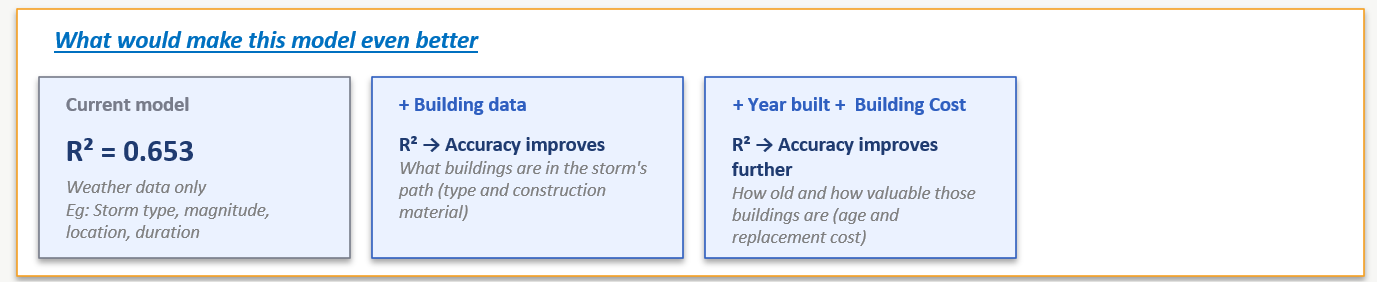 What would make this model even better
Current model
R² = 0.653
Weather data only
Eg: Storm type, magnitude,
location, duration
+ Building data
R² → Accuracy improves
What buildings are in the storm's
path (type and construction
material)
+ Year built +  Building Cost
R² → Accuracy improves
further
How old and how valuable those
buildings are (age and
replacement cost)